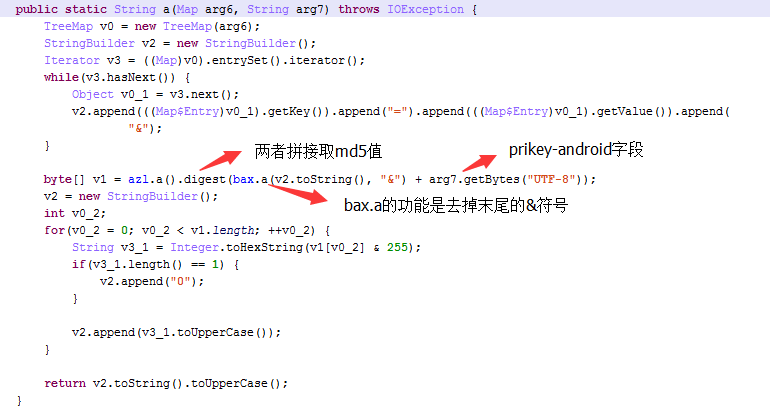 public static String a(Map arg6, String arg7) throws IOException {
TreeMap v0 = new TreeMap(arg6);
StringBuilder v2 = new StringBuilder();
Iterator v3 = ((Map)v0).entrySet().iterator();
while(v3.hasNext()) {
Object v0_1 = v3.next();
v2.append(((Map$Entry)v0_1).getKey()).append("=").append(((Map$Entry)v0_1).getValue()).append(
"&");
}
两者拼接取md5值
prikey-android字段
byte[] v1 = azl.a().digest(bax.a(v2.toString(), "&") + arg7.getBytes("UTF-8"));
v2 = new StringBuilder();
bax.a的功能是去掉末尾的&符号
int v0_2;
for(v0_2 = 0; v0_2 < v1.length; ++v0_2) {
String v3_1 = Integer.toHexString(v1[v0_2] & 255);
if(v3_1.length() == 1) {
v2.append("0");
}
v2.append(v3_1.toUpperCase());
}
return v2.toString().toUpperCase();
}